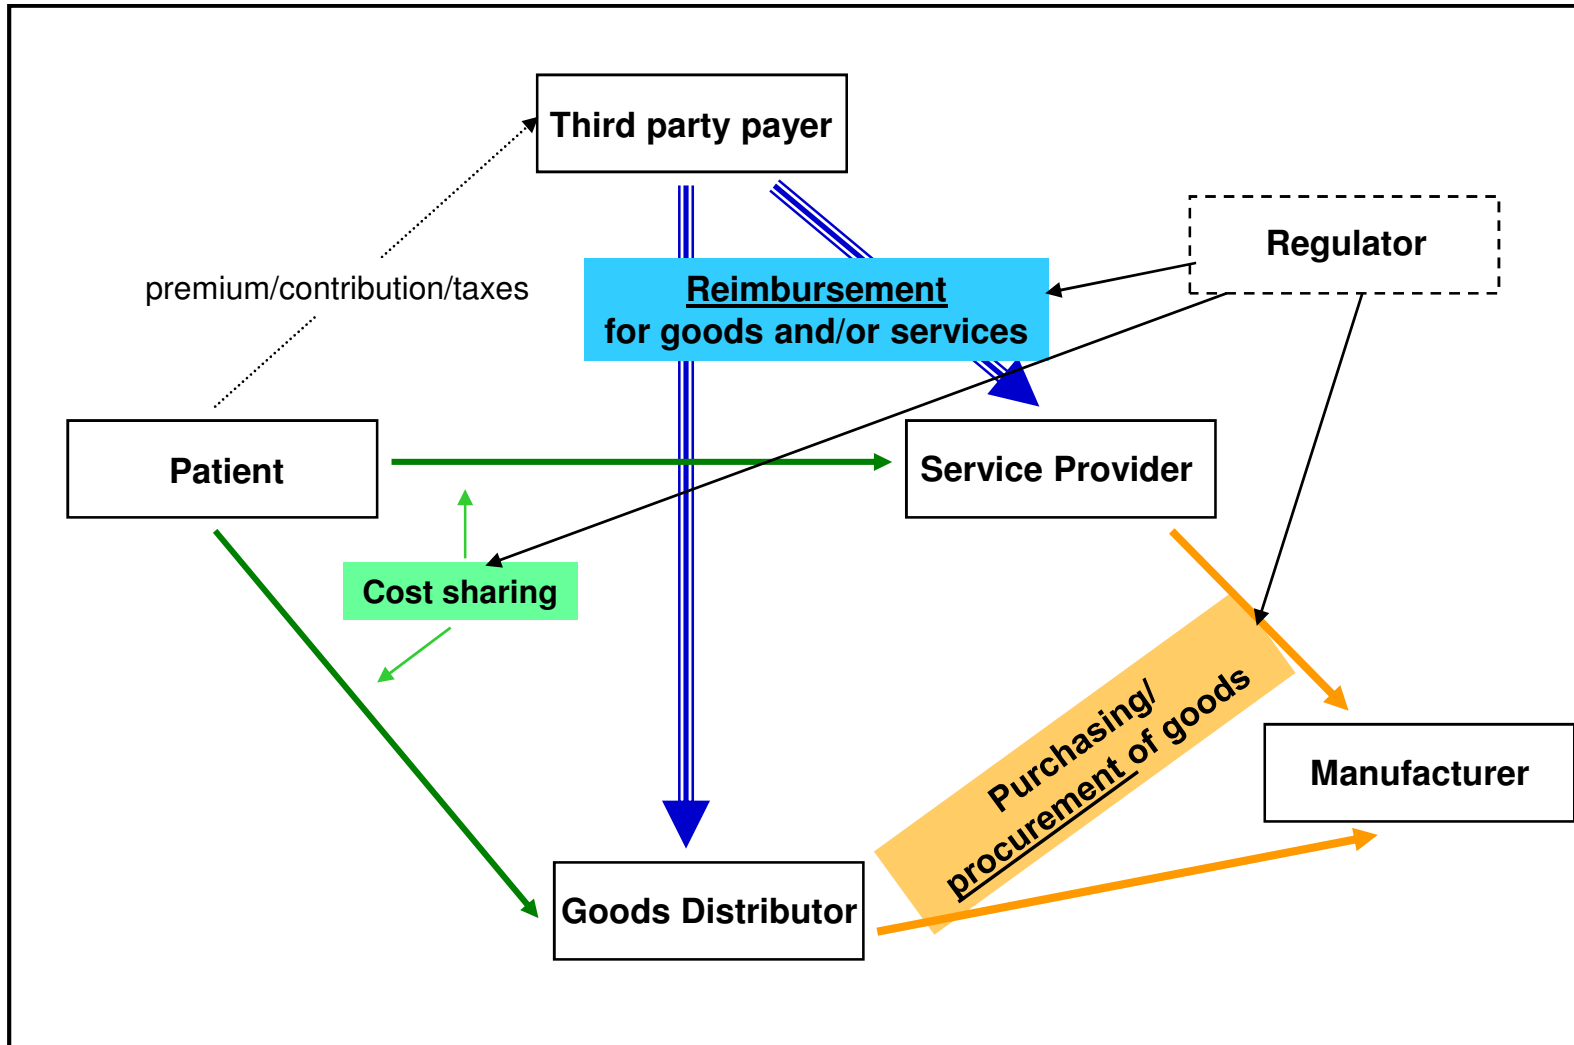 Third party payer
Regulator
premium/contribution/taxes
Reimbursement
for goods and/or services
Patient
Service Provider
Cost sharing
Purchasing/
procurement of goods
Manufacturer
Goods Distributor